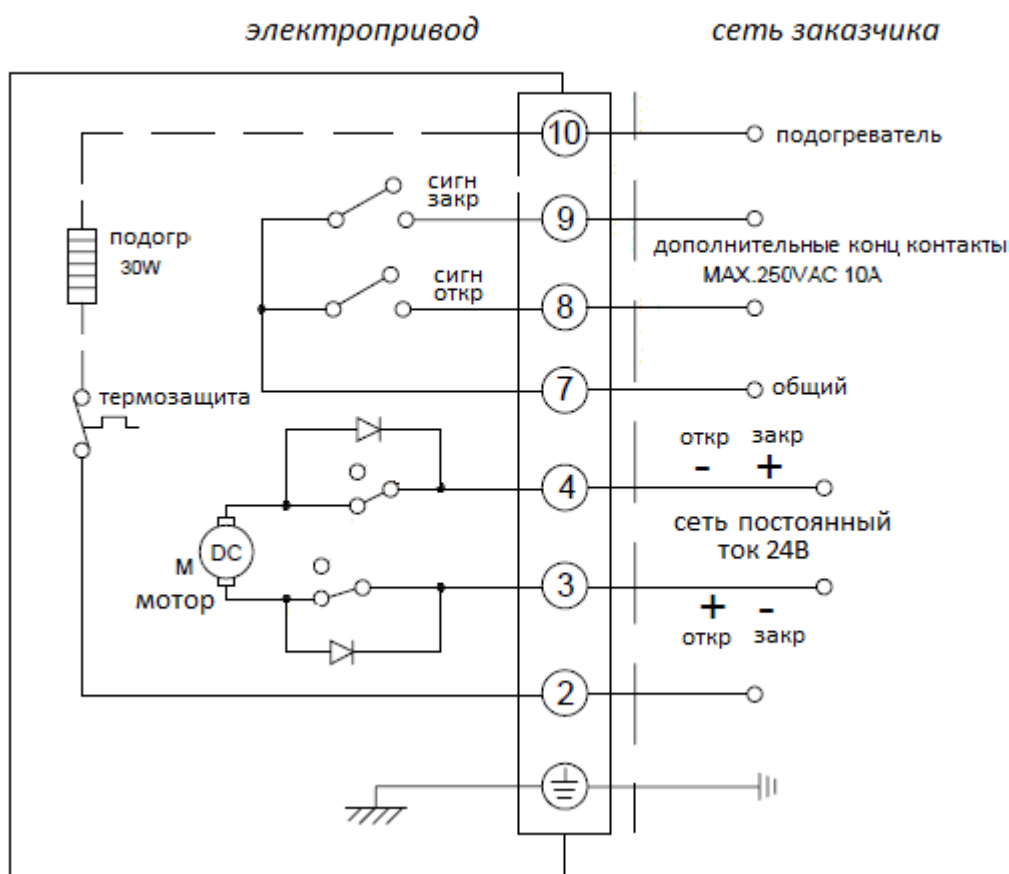 электропривод
сеть заказчика
10
подогреватель
сигн
закр
9
подогр
30W
дополнительные конц контакты
MAX.250VAC 10A
сигн
откр
8
термозащита
7
общий
откр закр
- +
4
сеть постоянный
ток 24В
DC
М
мотор
3
+ -
откр закр
2